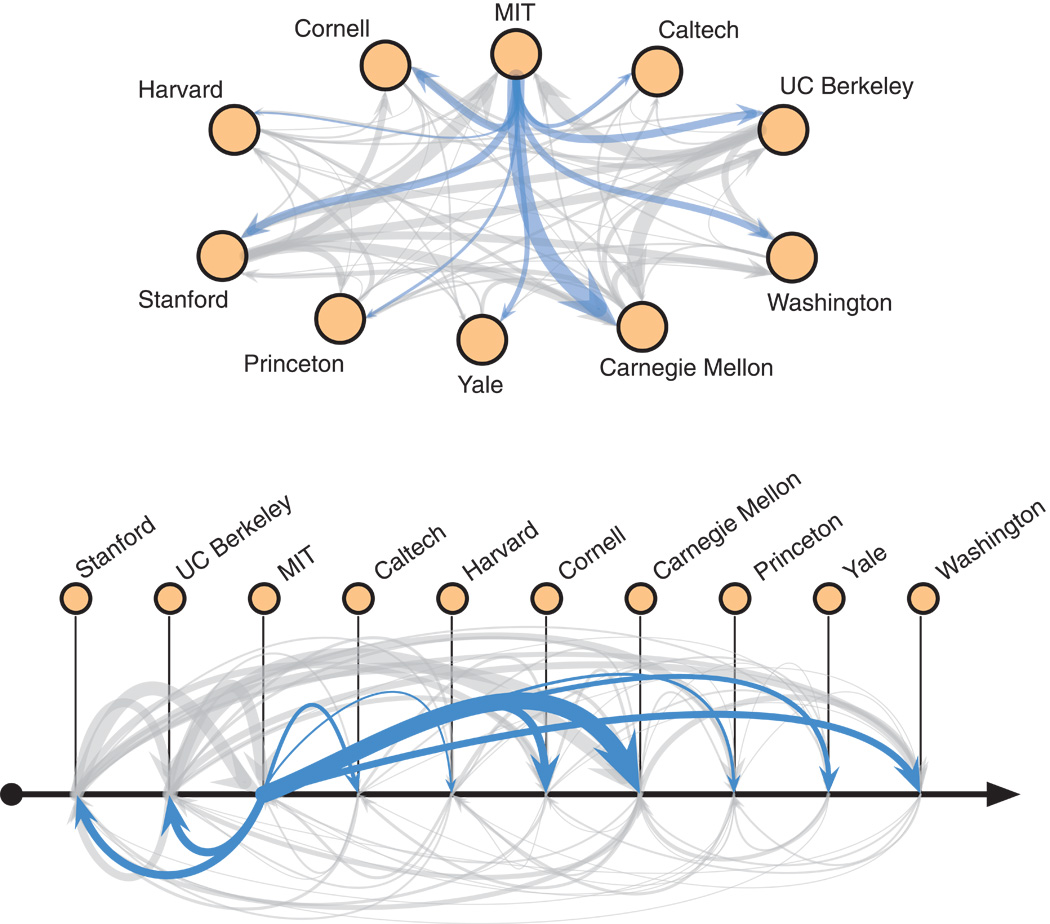 MIT
Cornell
Caltech
Harvard
UC Berkeley
Stanford
Washington
Princeton
Yale
Carnegie Mellon
Stanford
UC Berkeley
MIT
Caltech
Harvard
Cornell
Carnegie Mellon
Princeton
Yale
Washington